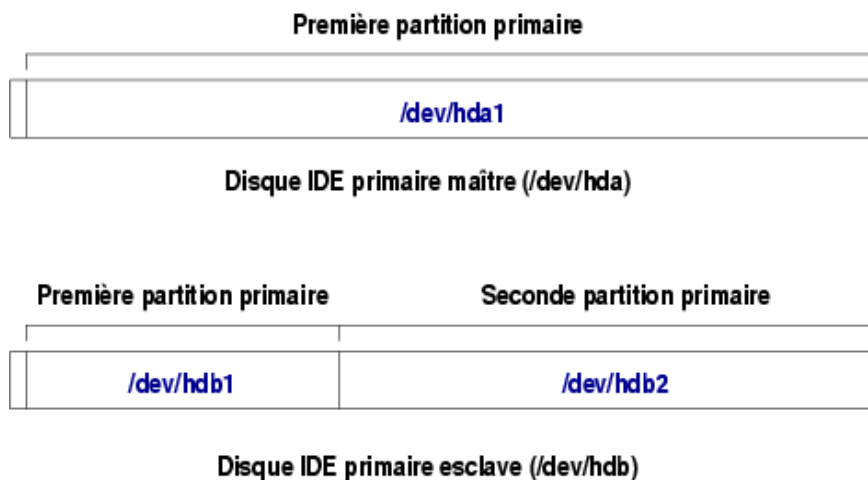 Première partition primaire
/dev/hda1
Disque IDE primaire maître (/dev/hda)
Première partition primaire
Seconde partition primaire
/dev/hdb1
/dev/hdb2
Disque IDE primaire esclave (/dev/hdb)